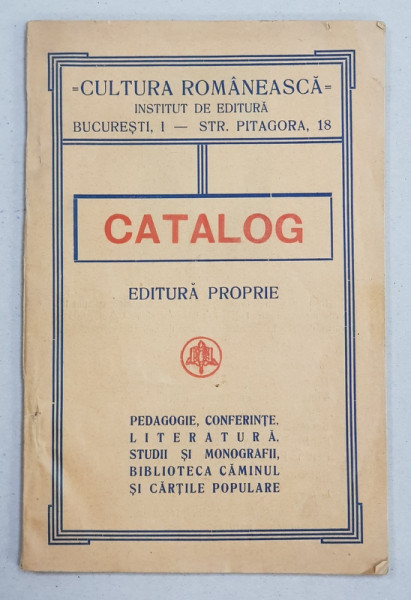 =CULTURA ROMÂNEASCĂ=
INSTITUT DE EDITURĂ
BUCUREŞTI, I — STR. PITAGORA, 18
CATALOG
EDITURĂ PROPRIE
PEDAGOGIE, CONFERINŢE,
LITERATURĂ,
STUDII ŞI MONOGRAFII,
BIBLIOTECA CĂMINUL
ŞI CĂRŢILE POPULARE